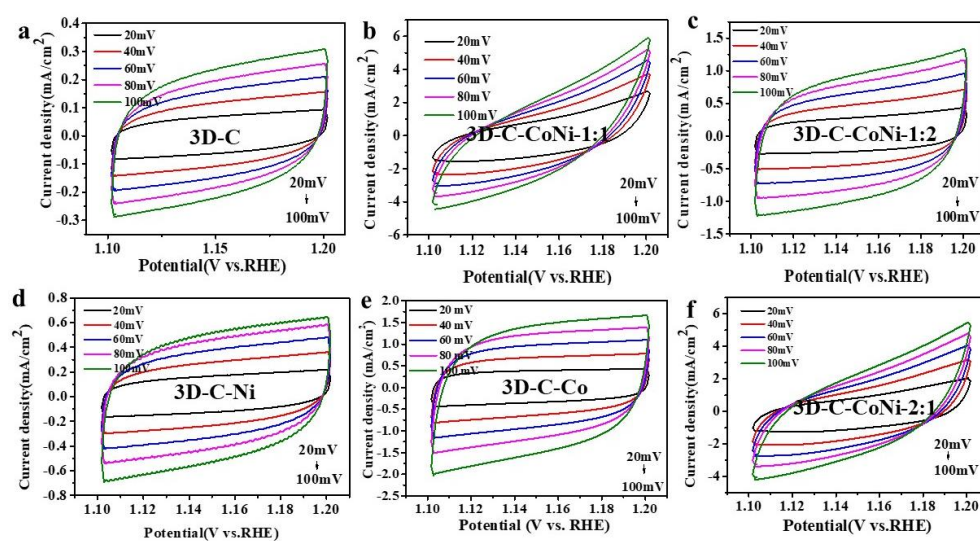 a
Current density(mA/cm²)
0.4
0.3
0.2
0.1
0.0
-0.1
-0.2
-0.3
20mV
40mV
60mV
80mV
100mV
3D-C
20mV
100mV
1.10
1.15
1.20
Potential(V vs.RHE)
b
Current density(mA/cm²)
6
4
2
0
-2
-4
-6
20mV
40mV
60mV
80mV
100mV
3D-C-CoNi-1:1
20mV
100mV
1.10
1.12
1.14
1.16
1.18
1.20
Potential(V vs.RHE)
c
Current density(mA/cm²)
1.5
1.0
0.5
0.0
-0.5
-1.0
-1.5
20mV
40mV
60mV
80mV
100mV
3D-C-CoNi-1:2
20mV
100mV
1.10
1.12
1.14
1.16
1.18
1.20
Potential(V vs.RHE)
d
Current density(mA/cm²)
0.8
0.6
0.4
0.2
0.0
-0.2
-0.4
-0.6
-0.8
20mV
40mV
60mV
80mV
100mV
3D-C-Ni
20mV
100mV
1.10
1.12
1.14
1.16
1.18
1.20
Potential(V vs.RHE)
e
Current density(mA/cm²)
2.0
1.5
1.0
0.5
0.0
-0.5
-1.0
-1.5
-2.0
-2.5
20 mV
40 mV
60 mV
80 mV
100 mV
3D-C-Co
20mV
100mV
1.10
1.12
1.14
1.16
1.18
1.20
Potential (V vs. RHE)
f
Current density(mA/cm²)
6
4
2
0
-2
-4
20mV
40mV
60mV
80mV
100mV
3D-C-CoNi-2:1
20mV
100mV
1.10
1.12
1.14
1.16
1.18
1.20
Potential(V vs.RHE)